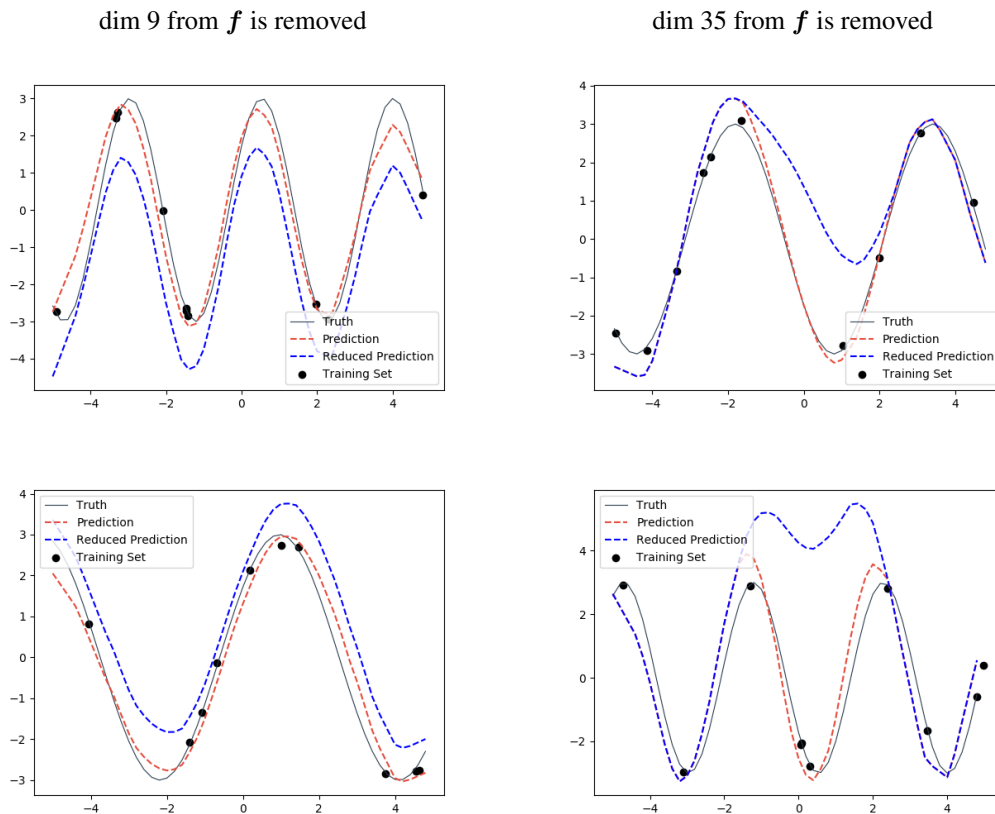 dim 9 from f is removed
dim 35 from f is removed
3
2
1
0
−1
−2
−3
−4
−4 −2 0 2 4
Truth
Prediction
Reduced Prediction
Training Set
4
3
2
1
0
−1
−2
−3
−4 −2 0 2 4
Truth
Prediction
Reduced Prediction
Training Set
4
3
2
1
0
−1
−2
−3
−4 −2 0 2 4
Truth
Prediction
Reduced Prediction
Training Set
4
2
0
−2
−4 −2 0 2 4
Truth
Prediction
Reduced Prediction
Training Set